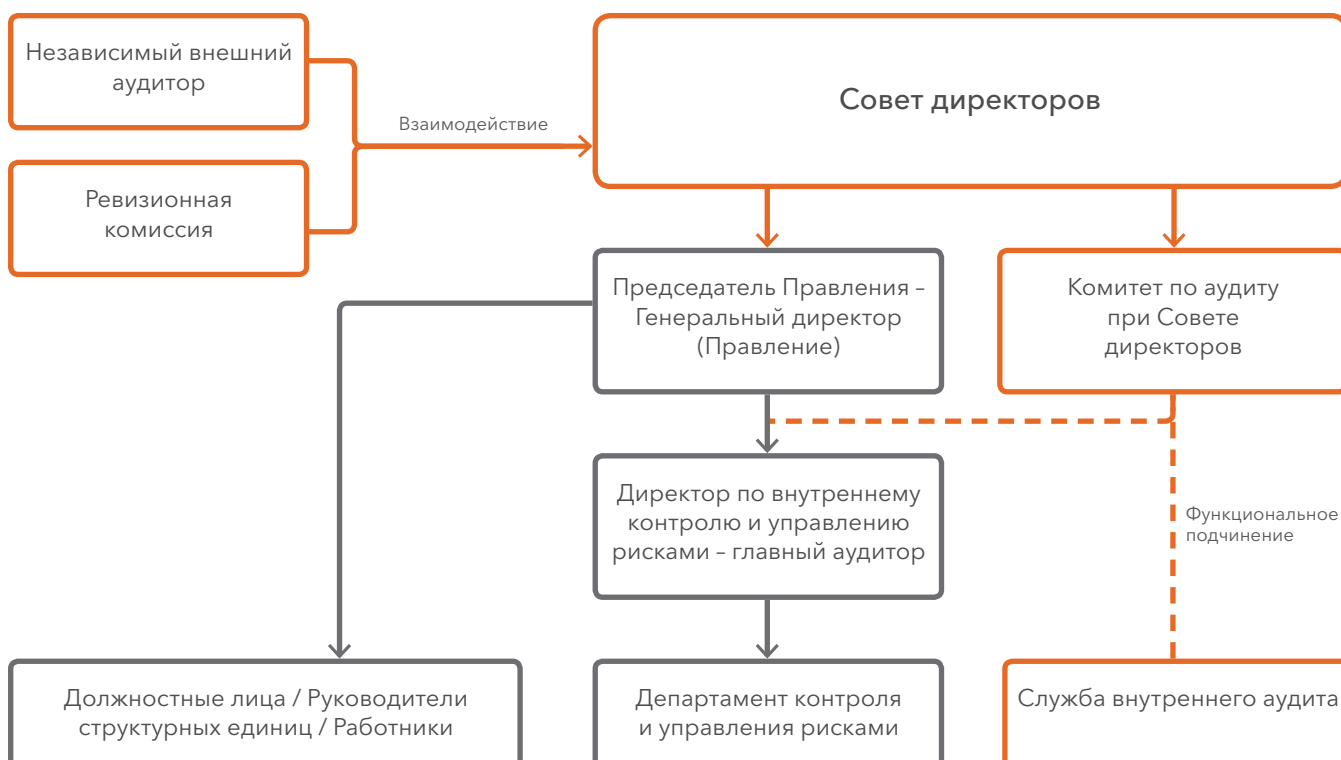 Независимый внешний
аудитор
Совет директоров
Взаимодействие
Ревизионная
комиссия
Председатель Правления –
Генеральный директор
(Правление)
Комитет по аудиту
при Совете
директоров
Директор по внутреннему
контролю и управлению
рисками – главный аудитор
Функциональное
подчинение
Должностные лица / Руководители
структурных единиц / Работники
Департамент контроля
и управления рисками
Служба внутреннего аудита